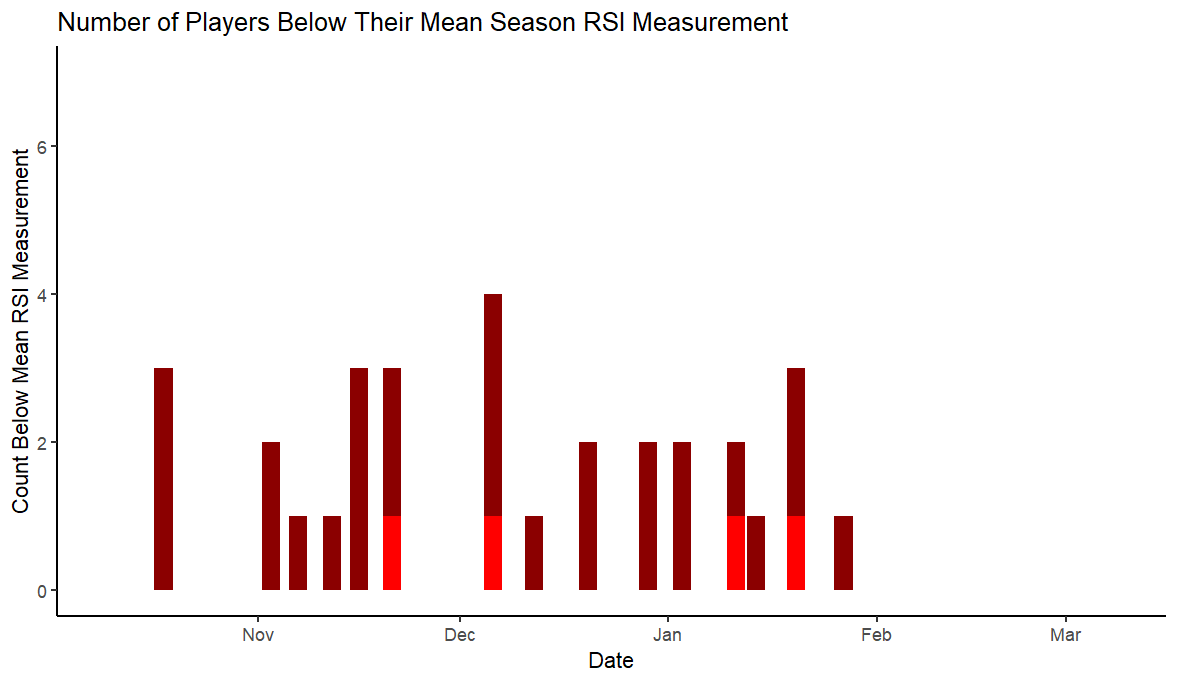 Number of Players Below Their Mean Season RSI Measurement
Count Below Mean RSI Measurement
6
4
2
0
Nov Dec Jan Feb Mar
Date